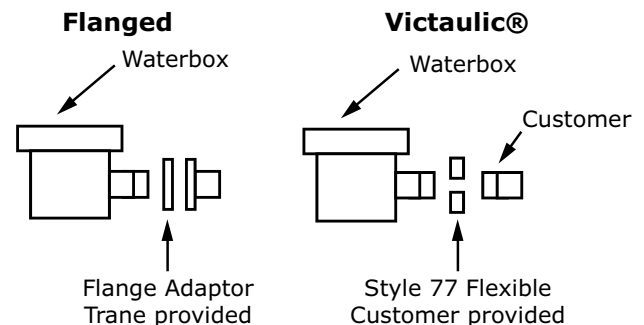 Flanged
Waterbox
Flange Adaptor
Trane provided
Victaulic®
Waterbox
Customer
Style 77 Flexible
Customer provided